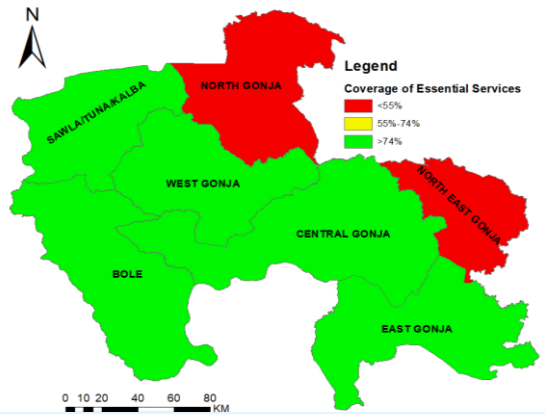 N
NORTH GONJA
Legend
Coverage of Essential Services
<55%
55%-74%
>74%
SAWLA/TUNA/KALBA
WEST GONJA
NORTH EAST GONJA
CENTRAL GONJA
BOLE
EAST GONJA
0 10 20 40 60 80
KM